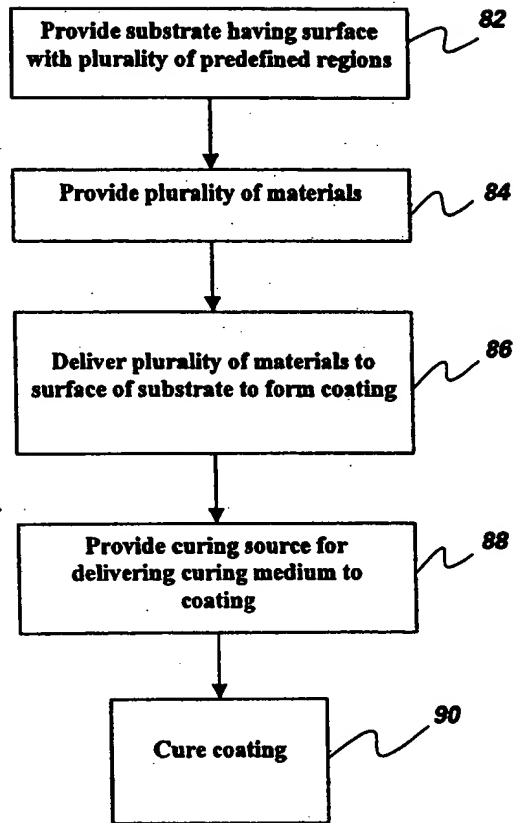 Provide substrate having surface
with plurality of predefined regions
82
Provide plurality of materials
84
Deliver plurality of materials to
surface of substrate to form coating
86
Provide curing source for
delivering curing medium to
coating
88
Cure coating
90